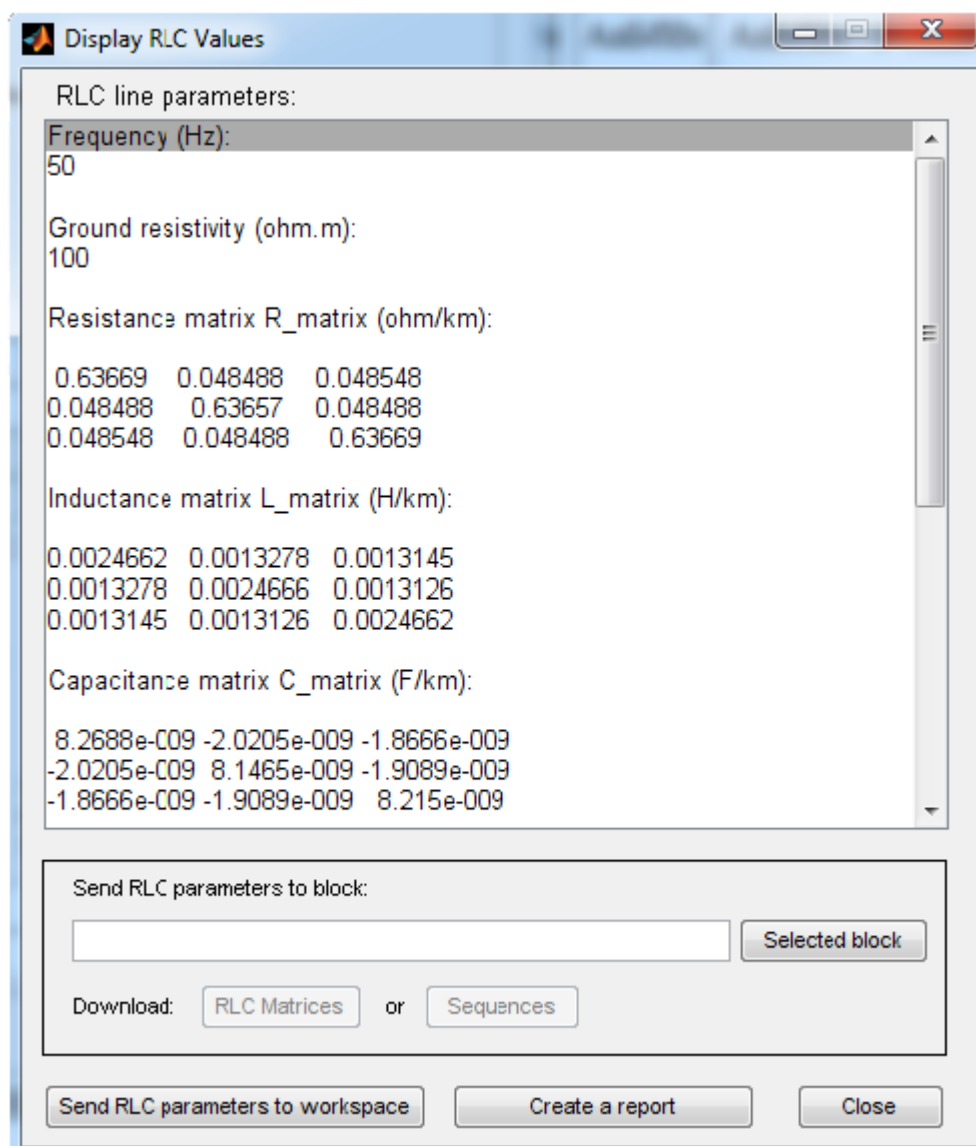 Display RLC Values
RLC line parameters:
Frequency (Hz):
50
Ground resistivity (ohm.m):
100
Resistance matrix R_matrix (ohm/km):
0.63669 0.048488 0.048548
0.048488 0.63657 0.048488
0.048548 0.048488 0.63669
Inductance matrix L_matrix (H/km):
0.0024662 0.0013278 0.0013145
0.0013278 0.0024666 0.0013126
0.0013145 0.0013126 0.0024662
Capacitance matrix C_matrix (F/km):
8.2688e-009 -2.0205e-009 -1.8666e-009
-2.0205e-009 8.1465e-009 -1.9089e-009
-1.8666e-009 -1.9089e-009 8.215e-009
Send RLC parameters to block:
Selected block
Download: RLC Matrices or Sequences
Send RLC parameters to workspace Create a report Close